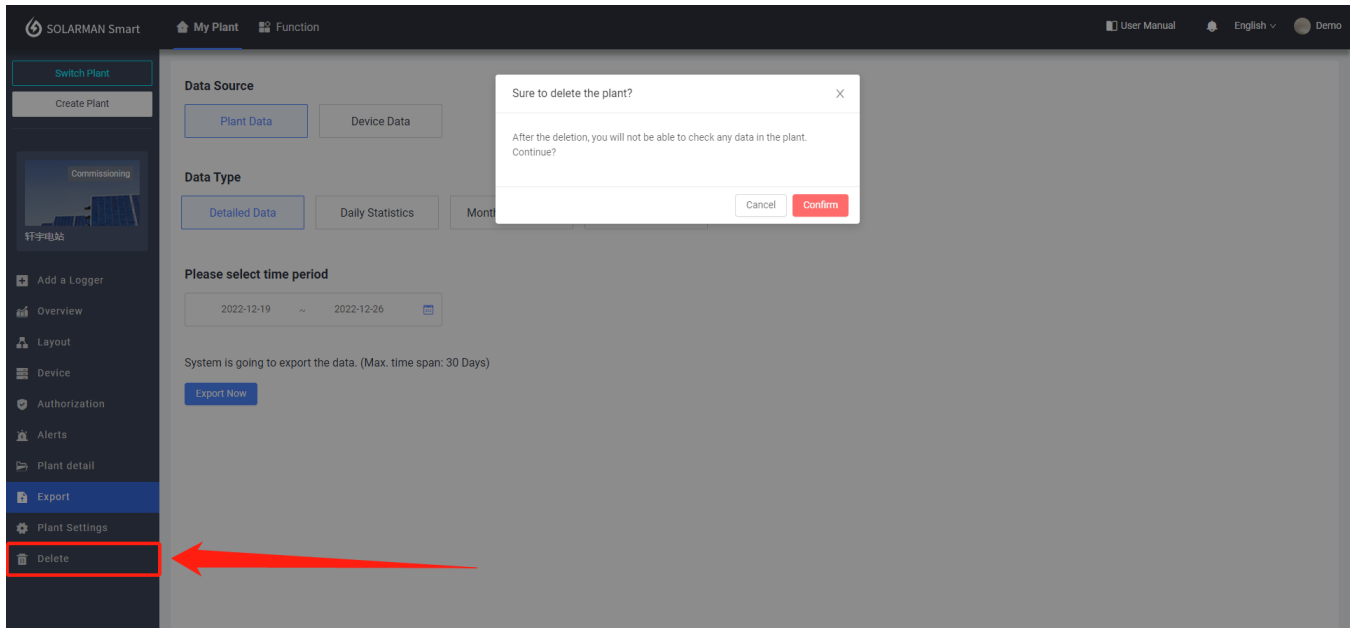 SOLARMAN Smart
My Plant
Function
User Manual
English
Demo
Switch Plant
Create Plant
Commissioning
轩宇电站
Add a Logger
Overview
Layout
Device
Authorization
Alerts
Plant detail
Export
Plant Settings
Delete
Data Source
Plant Data
Device Data
Data Type
Detailed Data
Daily Statistics
Please select time period
2022-12-19 ~ 2022-12-26
System is going to export the data. (Max. time span: 30 Days)
Export Now
Sure to delete the plant?
After the deletion, you will not be able to check any data in the plant.
Continue?
Cancel
Confirm